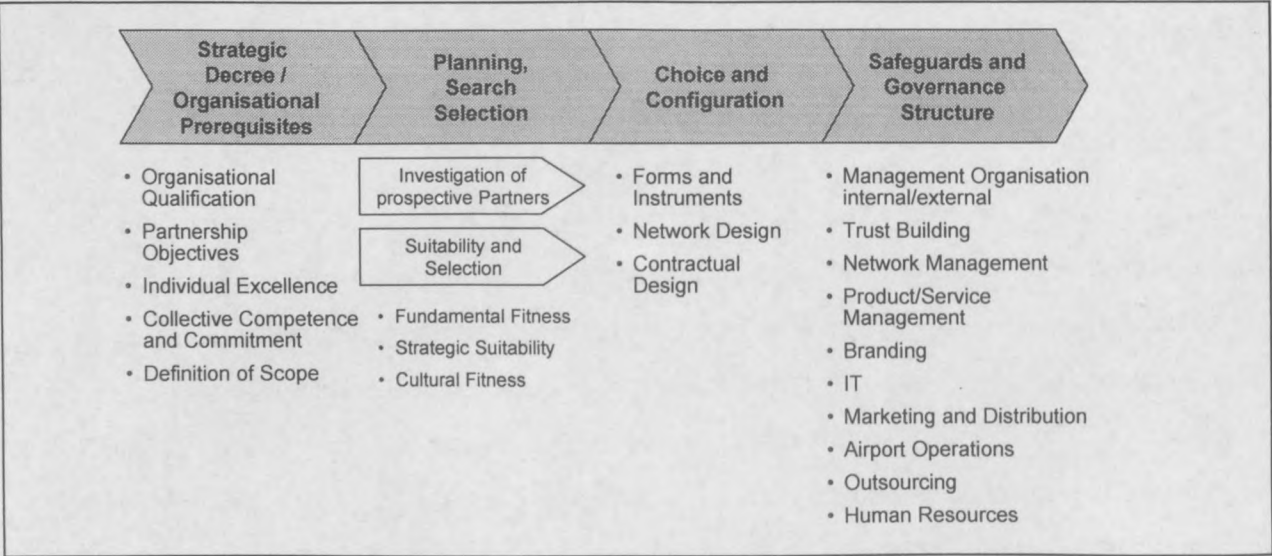 Strategic
Decree /
Organisational
Prerequisites
Planning,
Search
Selection
Choice and
Configuration
Safeguards and
Governance
Structure
• Organisational
Qualification
• Partnership
Objectives
• Individual Excellence
• Collective Competence
and Commitment
• Definition of Scope
Investigation of
prospective Partners
Suitability and
Selection
• Fundamental Fitness
• Strategic Suitability
• Cultural Fitness
• Forms and
Instruments
• Network Design
• Contractual
Design
• Management Organisation
internal/external
• Trust Building
• Network Management
• Product/Service
Management
• Branding
• IT
• Marketing and Distribution
• Airport Operations
• Outsourcing
• Human Resources